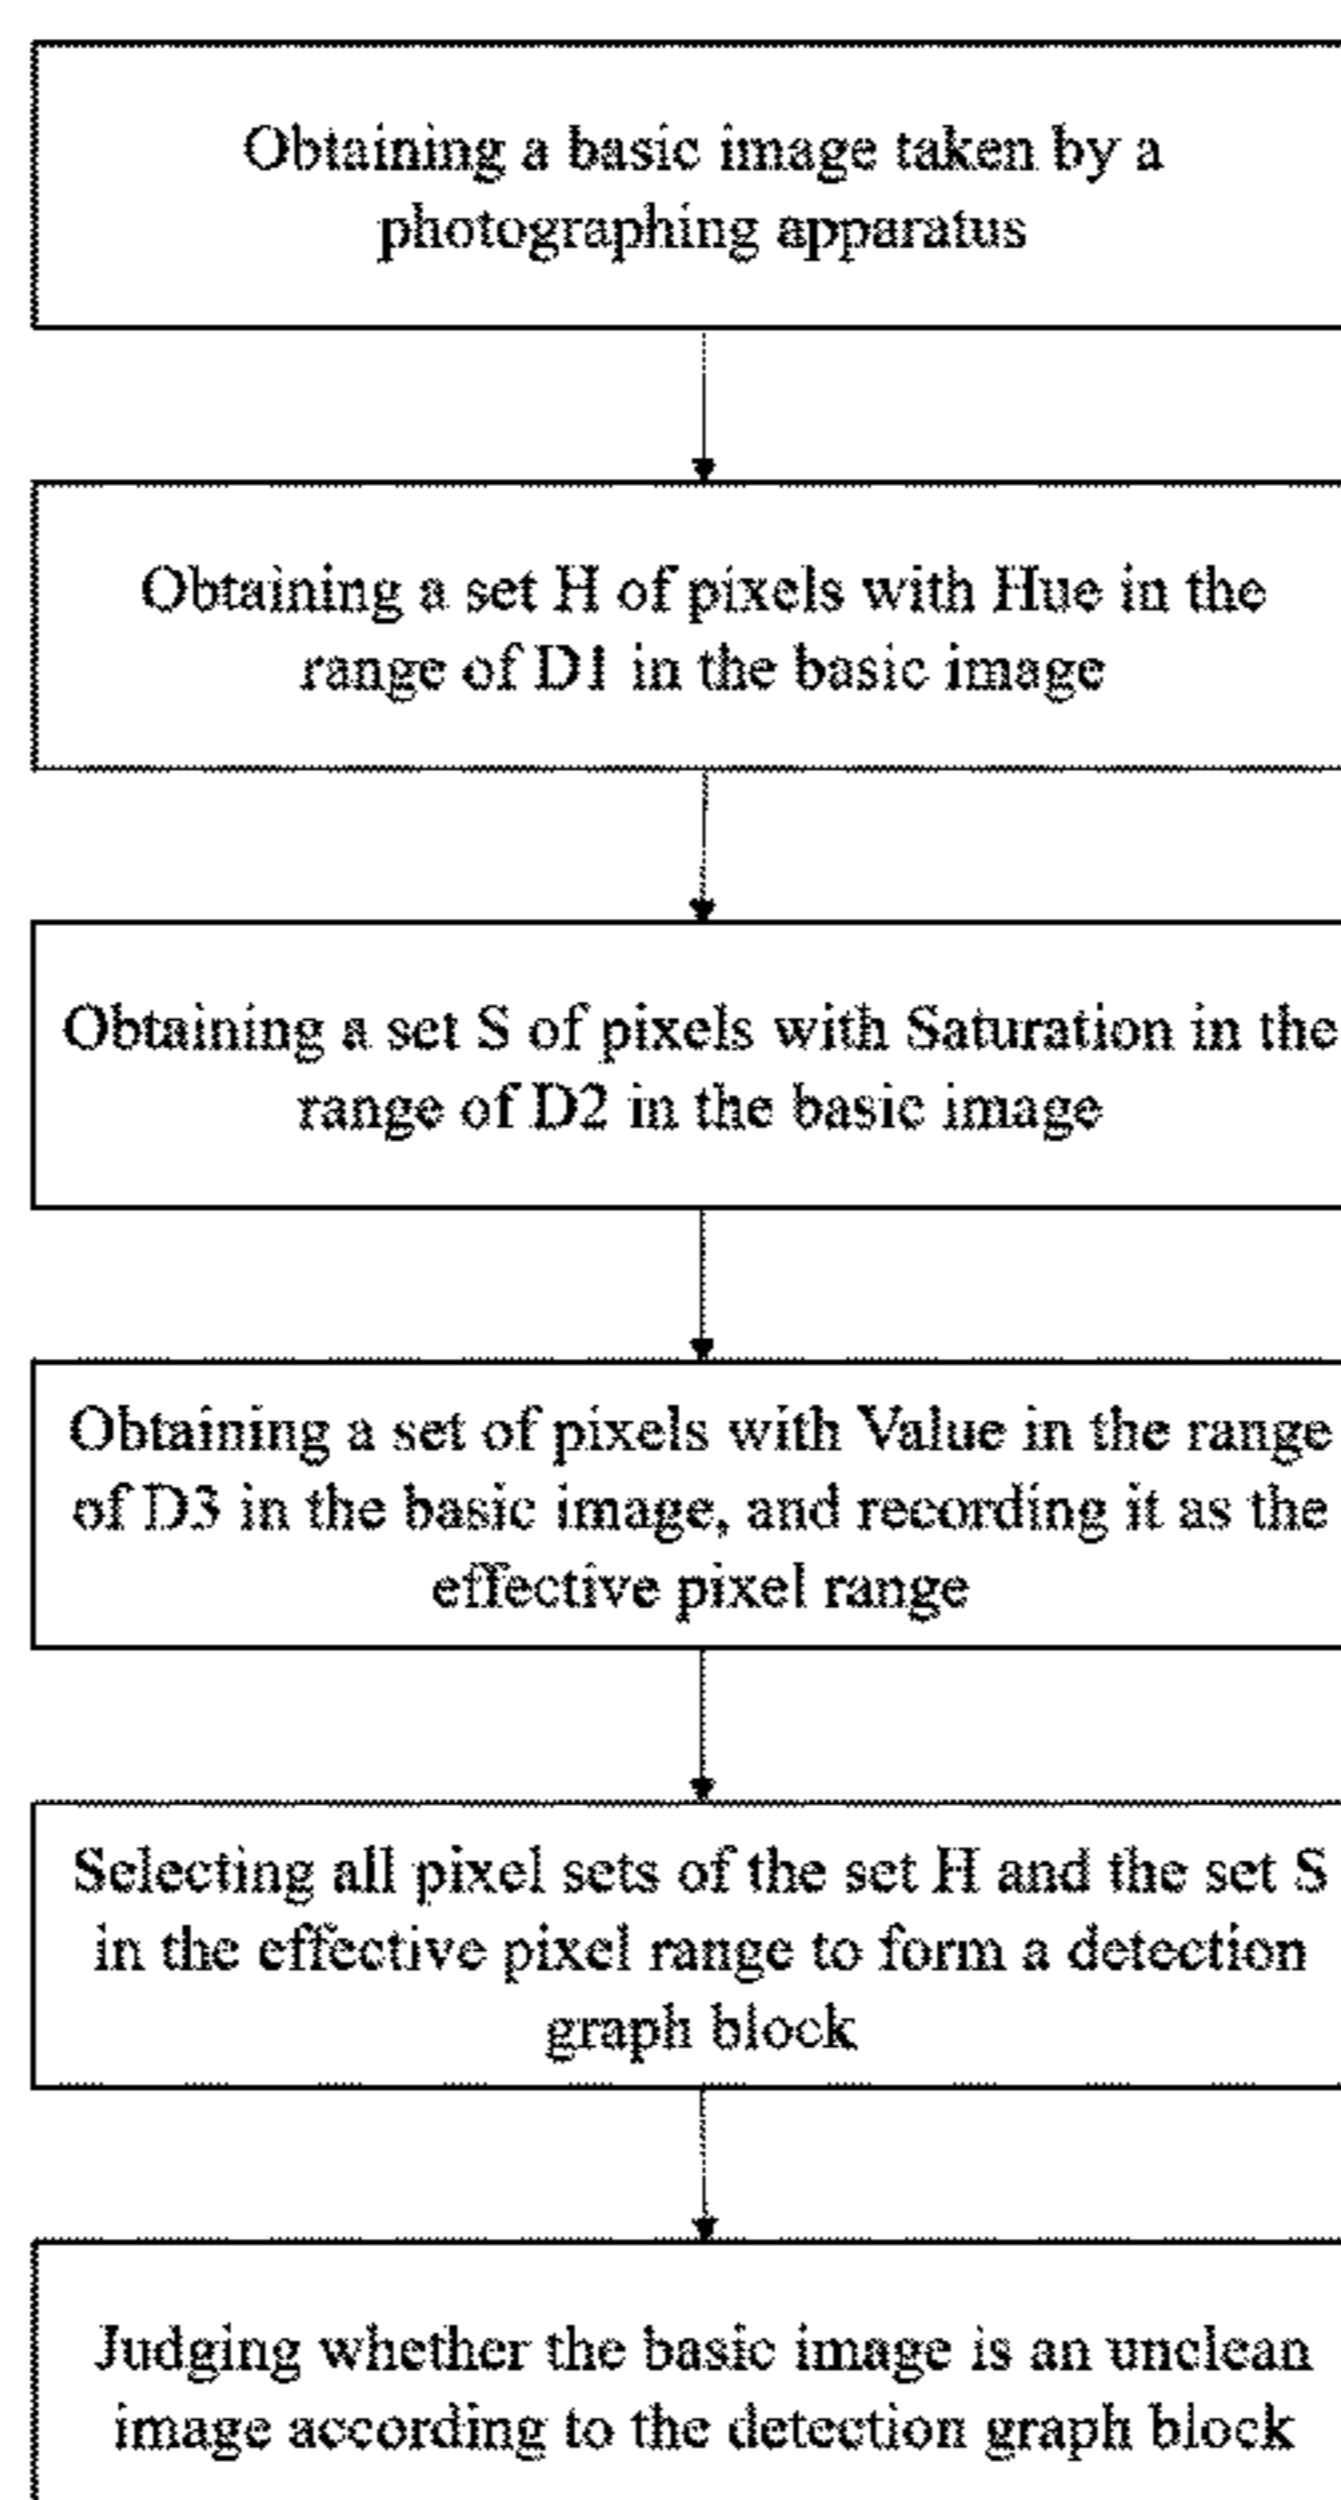 Obtaining a basic image taken by a
photographing apparatus
Obtaining a set H of pixels with Hue in the
range of D1 in the basic image
Obtaining a set S of pixels with Saturation in the
range of D2 in the basic image
Obtaining a set of pixels with Value in the range
of D3 in the basic image, and recording it as the
effective pixel range
Selecting all pixel sets of the set H and the set S
in the effective pixel range to form a detection
graph block
Judging whether the basic image is an unclean
image according to the detection graph block